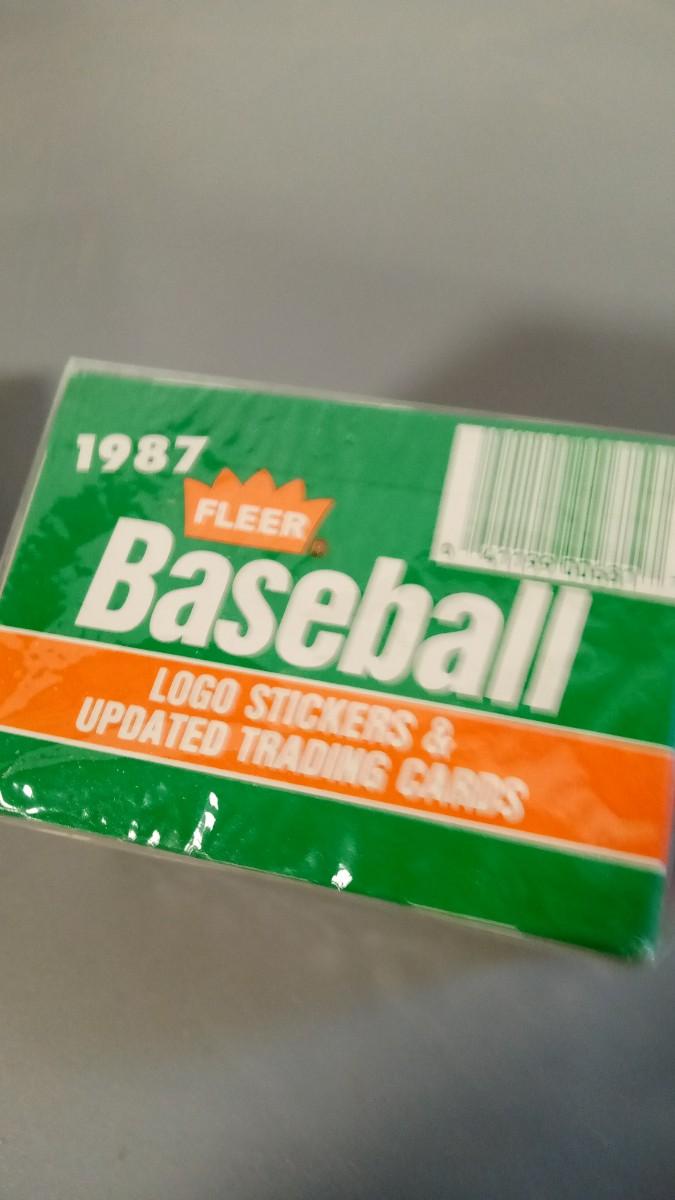 1987
FLEER
Baseball
LOGO STICKERS &
UPDATED TRADING CARDS